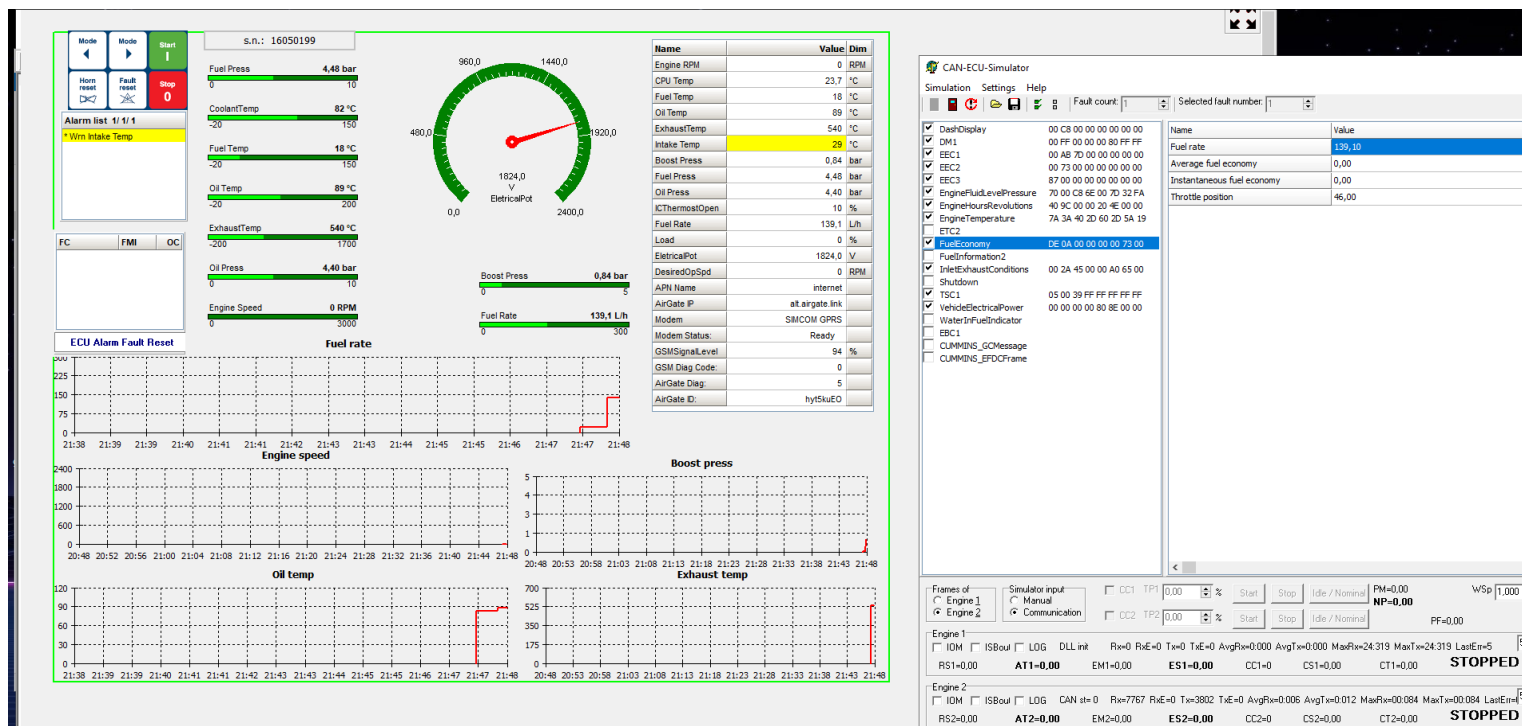 Mode Mode Start
I
Horn reset Fault reset Stop
0
s.n.: 16050199
Alarm list 1/ 1/ 1
* Wrn Intake Temp
FC FMI OC
ECU Alarm Fault Reset
Fuel Press 4,48 bar
0 10
CoolantTemp 82 °C
-20 150
Fuel Temp 18 °C
-20 150
Oil Temp 89 °C
-20 200
ExhaustTemp 540 °C
-200 1700
Oil Press 4,40 bar
0 10
Engine Speed 0 RPM
0 3000
960,0 1440,0
480,0 1920,0
1824,0
V
EletricalPot
0,0 2400,0
Boost Press 0,84 bar
0 5
Fuel Rate 139,1 L/h
0 300
Name Value Dim
Engine RPM 0 RPM
CPU Temp 23,7 °C
Fuel Temp 18 °C
Oil Temp 89 °C
ExhaustTemp 540 °C
Intake Temp 29 °C
Boost Press 0,84 bar
Fuel Press 4,48 bar
Oil Press 4,40 bar
ICThermostOpen 10 %
Fuel Rate 139,1 L/h
Load 0 %
EletricalPot 1824,0 V
DesiredOpSpd 0 RPM
APN Name internet
AirGate IP alt.airgate.link
Modem SIMCOM GPRS
Modem Status: Ready
GSMSignalLevel 94 %
GSM Diag Code: 0
AirGate Diag: 5
AirGate ID: hyt5kuEO
Fuel rate
300
225
150
75
0
21:38 21:39 21:39 21:40 21:41 21:41 21:42 21:43 21:43 21:44 21:45 21:45 21:46 21:47 21:47 21:48
Engine speed
2400
1800
1200
600
0
20:48 20:52 20:56 21:00 21:04 21:08 21:12 21:16 21:20 21:24 21:28 21:32 21:36 21:40 21:44 21:48
Boost press
5
4
3
1
0
20:48 20:53 20:58 21:03 21:08 21:13 21:18 21:23 21:28 21:33 21:38 21:43 21:48
Oil temp
120
90
60
30
0
21:38 21:39 21:39 21:40 21:41 21:41 21:42 21:43 21:43 21:44 21:45 21:45 21:46 21:47 21:47 21:48
Exhaust temp
700
525
350
175
0
20:48 20:53 20:58 21:03 21:08 21:13 21:18 21:23 21:28 21:33 21:38 21:43 21:48
CAN-ECU-Simulator
Simulation Settings Help
Fault count: 1 Selected fault number: 1
DashDisplay 00 C8 00 00 00 00 00 00
DM1 00 FF 00 00 00 80 FF FF
EEC1 00 AB 7D 00 00 00 00 00
EEC2 00 73 00 00 00 00 00 00
EEC3 87 00 00 00 00 00 00 00
EngineFluidLevelPressure 70 00 C8 6E 00 7D 32 FA
EngineHoursRevolutions 40 9C 00 00 20 4E 00 00
EngineTemperature 7A 3A 40 2D 60 2D 5A 19
ETC2
FuelEconomy DE 0A 00 00 00 00 73 00
FuelInformation2
InletExhaustConditions 00 2A 45 00 00 A0 65 00
Shutdown
TSC1 05 00 39 FF FF FF FF FF
VehicleElectricalPower 00 00 00 00 80 8E 00 00
WaterInFuelIndicator
EBC1
CUMMINS_GCMessage
CUMMINS_EFDCFrame
Name Value
Fuel rate 139,10
Average fuel economy 0,00
Instantaneous fuel economy 0,00
Throttle position 46,00
Frames of
Engine 1
Engine 2
Simulator input
Manual
Communication
CC1 TP1 0,00 % Start Stop Idle / Nominal PM=0,00 WSp 1,000
NP=0,00
CC2 TP2 0,00 % Start Stop Idle / Nominal PF=0,00
Engine 1
IOM ISBout LOG DLL init Rx=0 RxE=0 Tx=0 TxE=0 AvgRx=0:000 AvgTx=0:000 MaxRx=24:319 MaxTx=24:319 LastErr=5
RS1=0,00 AT1=0,00 EM1=0,00 ES1=0,00 CC1=0 CS1=0,00 CT1=0,00 STOPPED
Engine 2
IOM ISBout LOG CAN st= 0 Rx=7767 RxE=0 Tx=3802 TxE=0 AvgRx=0:006 AvgTx=0:012 MaxRx=00:084 MaxTx=00:084
RS2=0,00 AT2=0,00 EM2=0,00 ES2=0,00 CC2=0 CS2=0,00 CT2=0,00 STOPPED